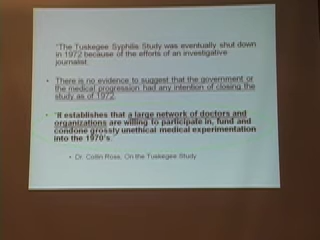 "The Tuskegee Syphilis Study was eventually shut down
in 1972 because of the efforts of an investigative
journalist.
• There is no evidence to suggest that the government or
the medical progression had any intention of closing the
study as of 1972.
• "It establishes that a large network of doctors and
organizations are willing to participate in, fund and
condone grossly unethical medical experimentation
into the 1970's.
• Dr. Collin Ross, On the Tuskegee Study